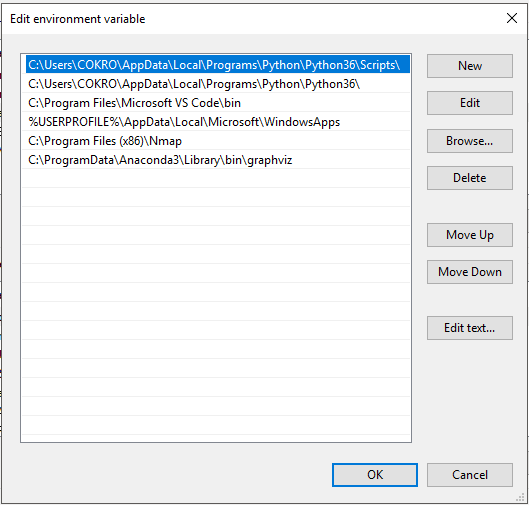 Edit environment variable
C:\Users\COKRO\AppData\Local\Programs\Python\Python36\Scripts\
C:\Users\COKRO\AppData\Local\Programs\Python\Python36\
C:\Program Files\Microsoft VS Code\bin
%USERPROFILE%\AppData\Local\Microsoft\WindowsApps
C:\Program Files (x86)\Nmap
C:\ProgramData\Anaconda3\Library\bin\graphviz
New
Edit
Browse...
Delete
Move Up
Move Down
Edit text...
OK
Cancel